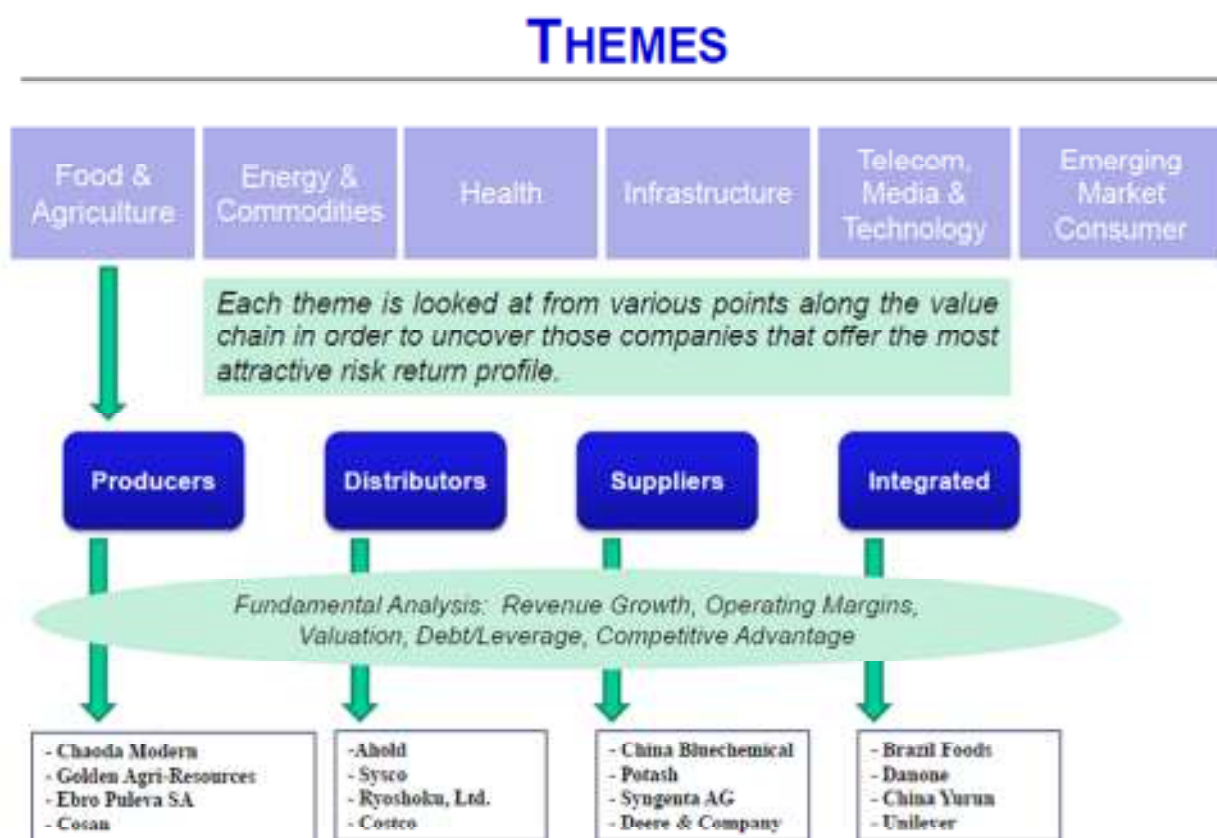 THEMES
Food &
Agriculture
Energy &
Commodities
Health
Infrastructure
Telecom,
Media &
Technology
Emerging
Market
Consumer
Each theme is looked at from various points along the value
chain in order to uncover those companies that offer the most
attractive risk return profile.
Producers
Distributors
Suppliers
Integrated
Fundamental Analysis: Revenue Growth, Operating Margins,
Valuation, Debt/Leverage, Competitive Advantage
- Chaoda Modern
- Golden Agri-Resources
- Ebro Puleva SA
- Cosan
-Ahold
- Sysco
- Ryoshoku, Ltd.
- Costco
- China Bluechemical
- Potash
- Syngenta AG
- Deere & Company
- Brazil Foods
- Danone
- China Yurun
- Unilever